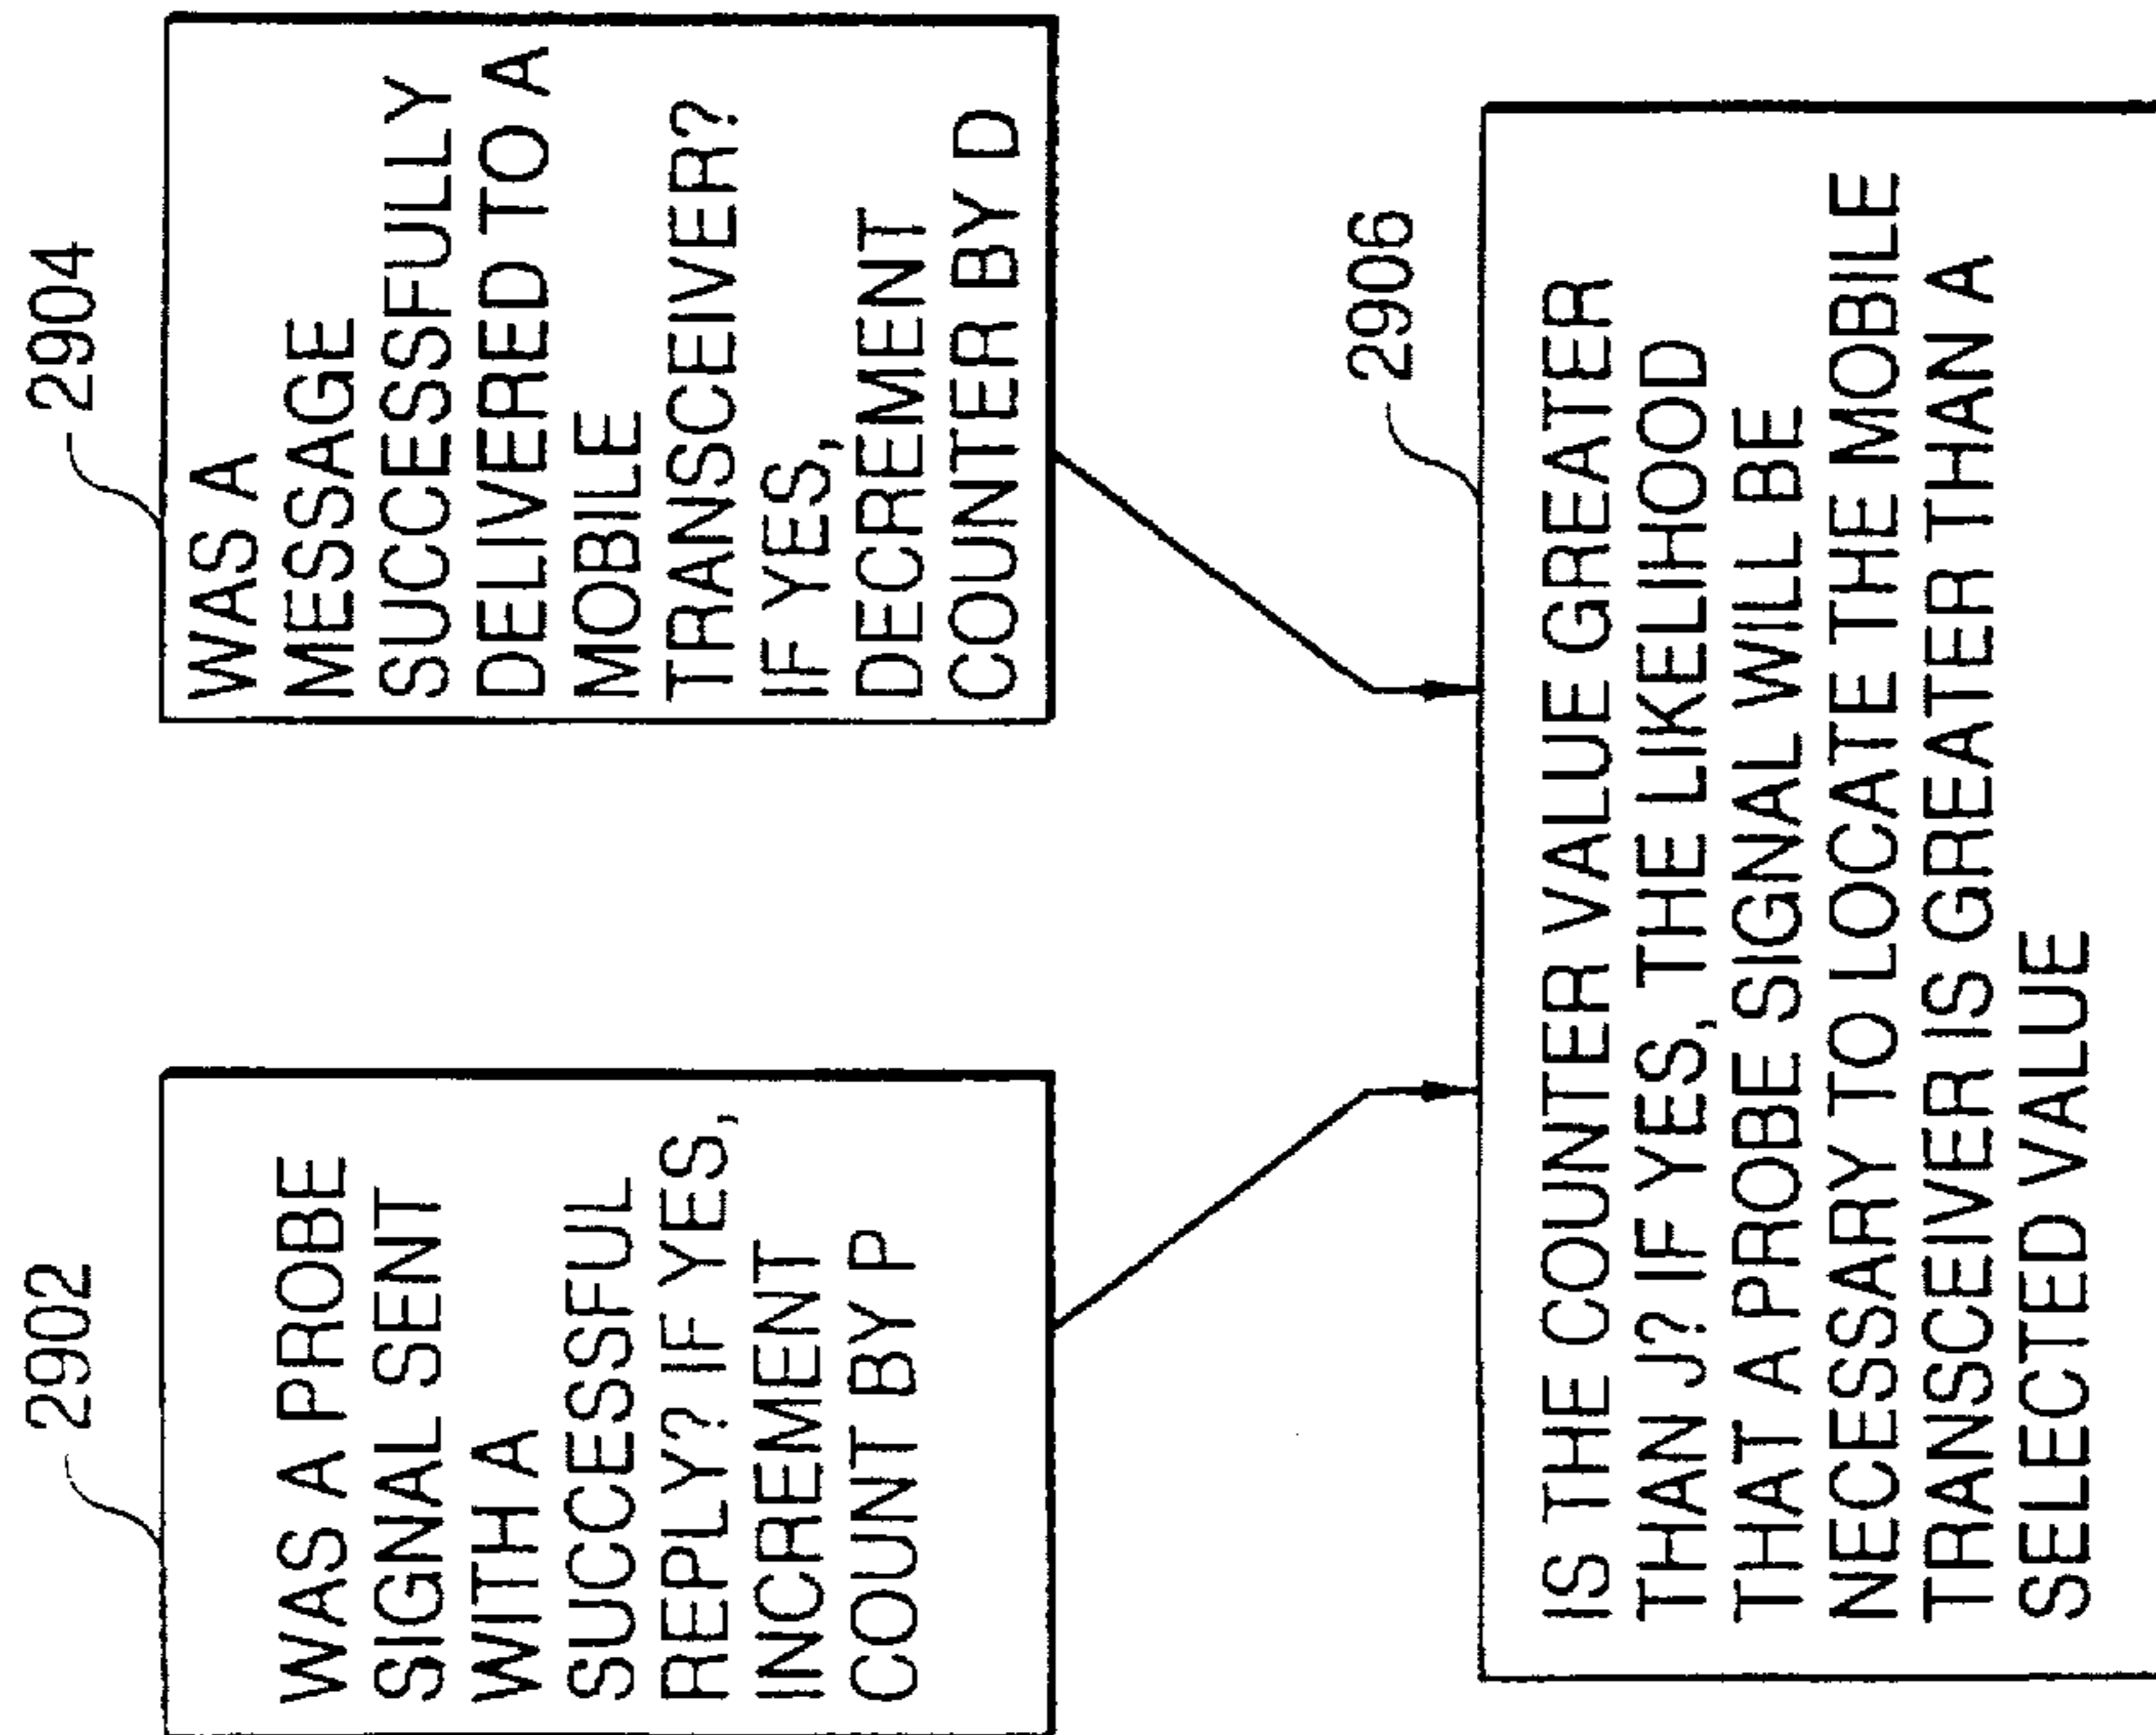 2902
WAS A PROBE
SIGNAL SENT
WITH A
SUCCESSFUL
REPLY? IF YES,
INCREMENT
COUNT BY P
2904
WAS A
MESSAGE
SUCCESSFULLY
DELIVERED TO A
MOBILE
TRANSCEIVER?
IF YES,
DECREMENT
COUNTER BY D
2906
IS THE COUNTER VALUE GREATER
THAN J? IF YES, THE LIKELIHOOD
THAT A PROBE SIGNAL WILL BE
NECESSARY TO LOCATE THE MOBILE
TRANSCEIVER IS GREATER THAN A
SELECTED VALUE